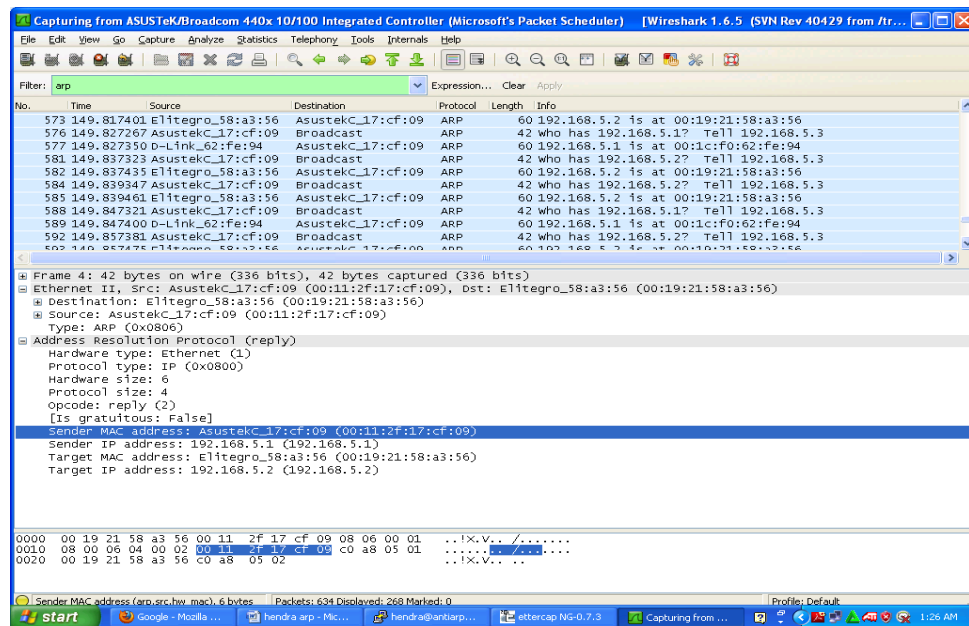 Capturing from ASUSTeK/Broadcom 440x 10/100 Integrated Controller (Microsoft's Packet Scheduler) [Wireshark 1.6.5 (SVN Rev 40429 from /tr...
File Edit View Go Capture Analyze Statistics Telephony Tools Internals Help
Filter: arp Expression... Clear Apply
No. Time Source Destination Protocol Length Info
573 149.817401 Elitegro_58:a3:56 AsustekC_17:cf:09 ARP 60 192.168.5.2 is at 00:19:21:58:a3:56
576 149.827267 AsustekC_17:cf:09 Broadcast ARP 42 Who has 192.168.5.1? Tell 192.168.5.3
577 149.827350 D-Link_62:fe:94 AsustekC_17:cf:09 ARP 60 192.168.5.1 is at 00:1c:f0:62:fe:94
581 149.837323 AsustekC_17:cf:09 Broadcast ARP 42 Who has 192.168.5.2? Tell 192.168.5.3
582 149.837435 Elitegro_58:a3:56 AsustekC_17:cf:09 ARP 60 192.168.5.2 is at 00:19:21:58:a3:56
584 149.839347 AsustekC_17:cf:09 Broadcast ARP 42 Who has 192.168.5.2? Tell 192.168.5.3
585 149.839461 Elitegro_58:a3:56 AsustekC_17:cf:09 ARP 60 192.168.5.2 is at 00:19:21:58:a3:56
588 149.847321 AsustekC_17:cf:09 Broadcast ARP 42 Who has 192.168.5.1? Tell 192.168.5.3
589 149.847400 D-Link_62:fe:94 AsustekC_17:cf:09 ARP 60 192.168.5.1 is at 00:1c:f0:62:fe:94
592 149.857381 AsustekC_17:cf:09 Broadcast ARP 42 Who has 192.168.5.2? Tell 192.168.5.3
593 149.857475 Elitegro_58:a3:56 AsustekC_17:cf:09 ARP 60 192.168.5.2 is at 00:19:21:58:a3:56
Frame 4: 42 bytes on wire (336 bits), 42 bytes captured (336 bits)
Ethernet II, Src: AsustekC_17:cf:09 (00:11:2f:17:cf:09), Dst: Elitegro_58:a3:56 (00:19:21:58:a3:56)
Destination: Elitegro_58:a3:56 (00:19:21:58:a3:56)
Source: AsustekC_17:cf:09 (00:11:2f:17:cf:09)
Type: ARP (0x0806)
Address Resolution Protocol (reply)
Hardware type: Ethernet (1)
Protocol type: IP (0x0800)
Hardware size: 6
Protocol size: 4
Opcode: reply (2)
[Is gratuitous: False]
Sender MAC address: AsustekC_17:cf:09 (00:11:2f:17:cf:09)
Sender IP address: 192.168.5.1 (192.168.5.1)
Target MAC address: Elitegro_58:a3:56 (00:19:21:58:a3:56)
Target IP address: 192.168.5.2 (192.168.5.2)
0000 00 19 21 58 a3 56 00 11 2f 17 cf 09 08 06 00 01 ..!X.V.. /.......
0010 08 00 06 04 00 02 00 11 2f 17 cf 09 c0 a8 05 01 ........ /.......
0020 00 19 21 58 a3 56 c0 a8 05 02 ..!X.V.. ..
Sender MAC address (arp.src.hw_mac), 6 bytes Packets: 634 Displayed: 268 Marked: 0 Profile: Default
start Google - Mozilla ... hendra arp - Mic... hendra@antiarp... ettercap NG-0.7.3 Capturing from ... 1:26 AM